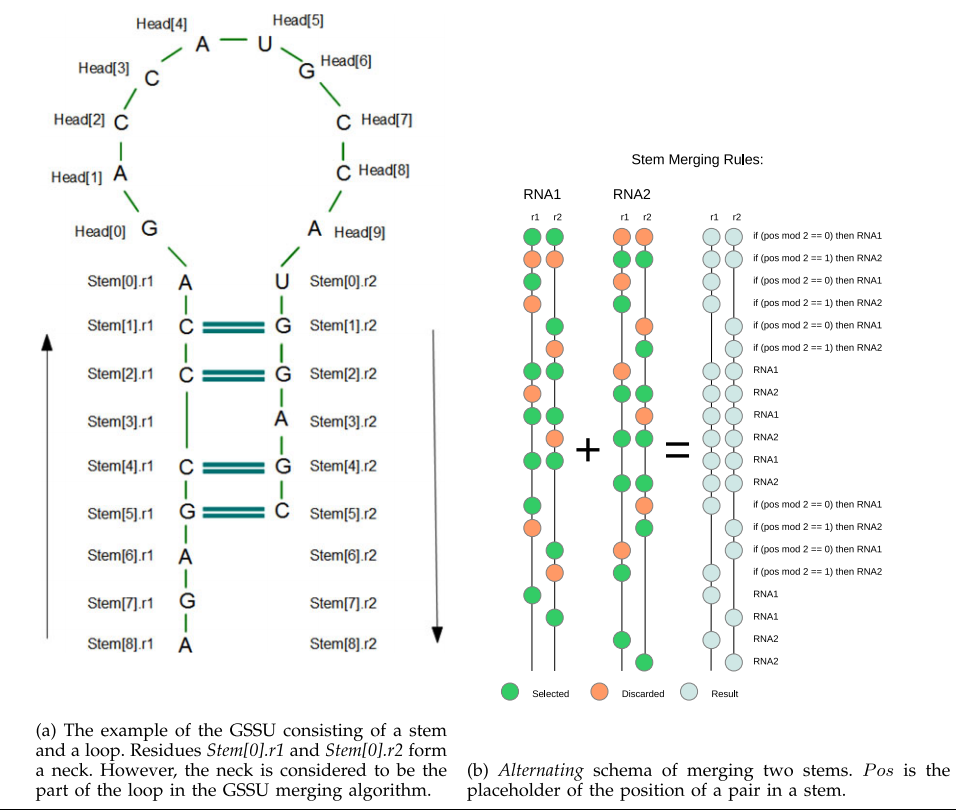 Head[4]
Head[5]
A
U
Head[3]
C
G
Head[6]
Head[2]
C
C
Head[7]
Head[1]
A
C
Head[8]
Head[0]
G
A
Head[9]
Stem[0].r1
A
U
Stem[0].r2
Stem[1].r1
C
G
Stem[1].r2
Stem[2].r1
C
G
Stem[2].r2
Stem[3].r1
A
Stem[3].r2
Stem[4].r1
C
G
Stem[4].r2
Stem[5].r1
G
C
Stem[5].r2
Stem[6].r1
A
Stem[6].r2
Stem[7].r1
G
Stem[7].r2
Stem[8].r1
A
Stem[8].r2
(a) The example of the GSSU consisting of a stem
and a loop. Residues Stem[0].r1 and Stem[0].r2 form
a neck. However, the neck is considered to be the
part of the loop in the GSSU merging algorithm.
Stem Merging Rules:
RNA1
RNA2
r1 r2
r1 r2
r1 r2
if (pos mod 2 == 0) then RNA1
if (pos mod 2 == 1) then RNA2
if (pos mod 2 == 0) then RNA1
if (pos mod 2 == 1) then RNA2
if (pos mod 2 == 0) then RNA1
if (pos mod 2 == 1) then RNA2
RNA1
RNA2
RNA1
RNA2
+
=
RNA1
RNA2
if (pos mod 2 == 0) then RNA1
if (pos mod 2 == 1) then RNA2
if (pos mod 2 == 0) then RNA1
if (pos mod 2 == 1) then RNA2
RNA1
RNA1
RNA2
RNA2
Selected
Discarded
Result
(b) Alternating schema of merging two stems. Pos is the
placeholder of the position of a pair in a stem.